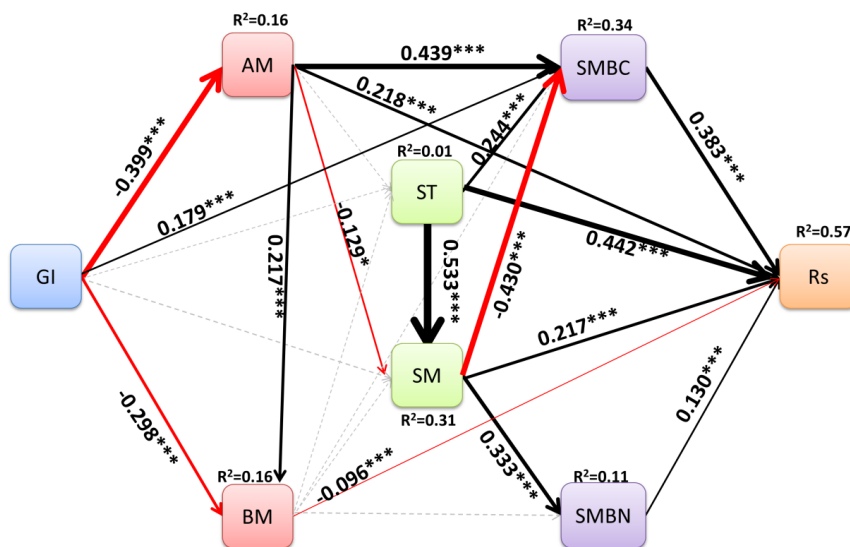 R²=0.16
AM
0.439***
R²=0.34
SMBC
-0.399***
0.218***
0.244***
0.383***
R²=0.01
ST
0.179***
-0.129*
0.442***
R²=0.57
GI
Rs
0.217***
0.533***
-0.430***
0.217***
SM
R²=0.31
0.130***
-0.298***
0.333***
R²=0.16
-0.096***
R²=0.11
BM
SMBN